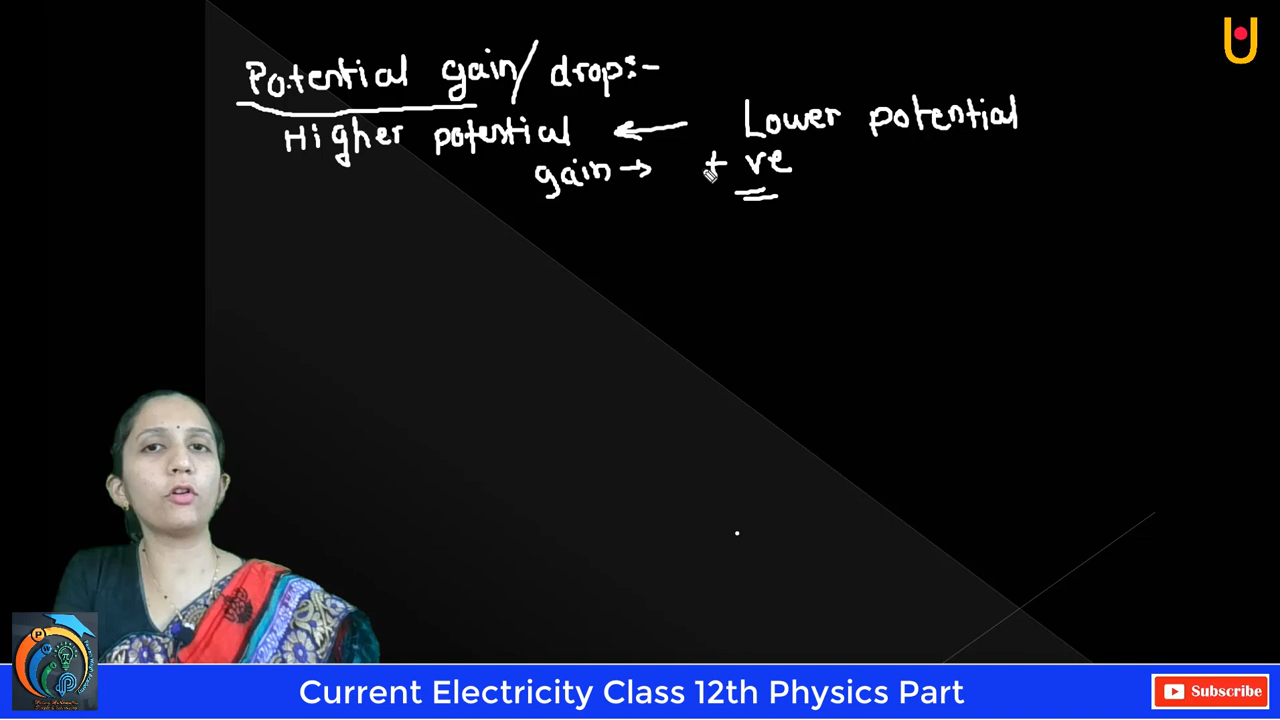 Potential gain/ drop:-
Higher potential ← Lower potential
gain → + ve
Current Electricity Class 12th Physics Part
Subscribe